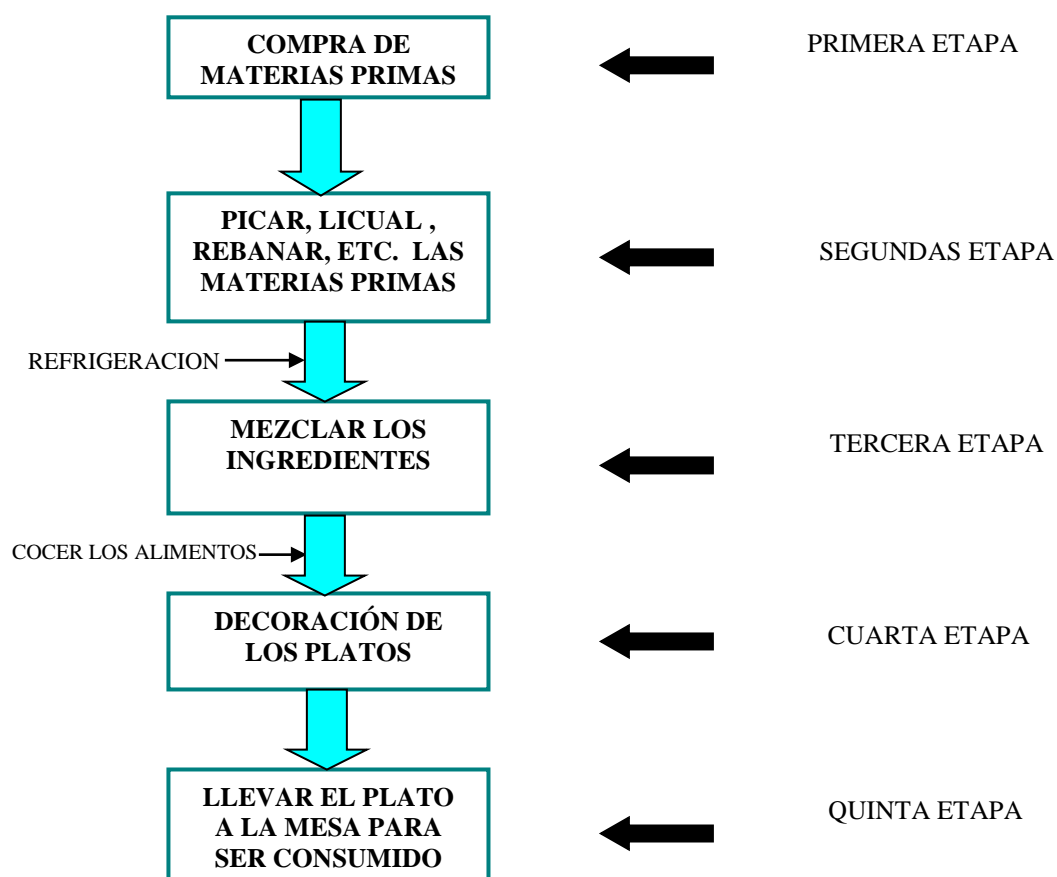 COMPRA DE
MATERIAS PRIMAS
PRIMERA ETAPA
PICAR, LICUAL ,
REBANAR, ETC. LAS
MATERIAS PRIMAS
SEGUNDAS ETAPA
REFRIGERACION
MEZCLAR LOS
INGREDIENTES
TERCERA ETAPA
COCER LOS ALIMENTOS
DECORACIÓN DE
LOS PLATOS
CUARTA ETAPA
LLEVAR EL PLATO
A LA MESA PARA
SER CONSUMIDO
QUINTA ETAPA